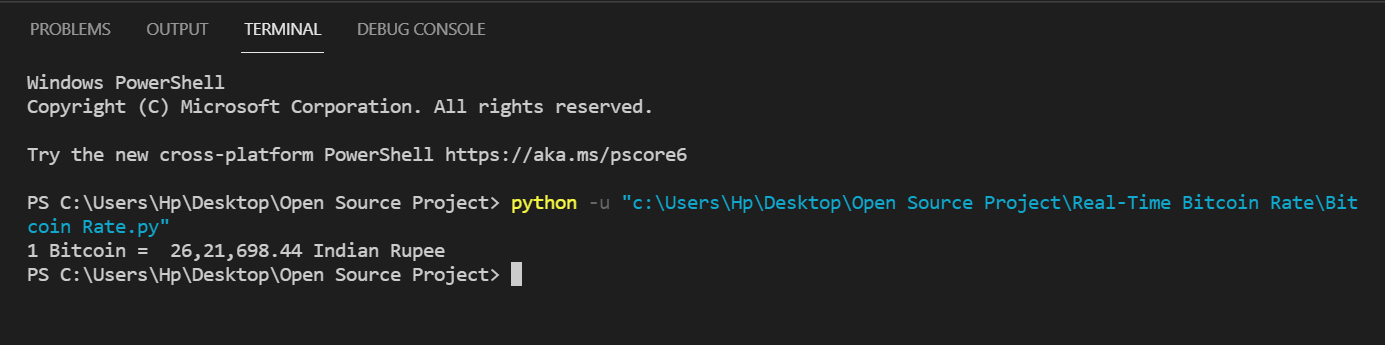 PROBLEMS OUTPUT TERMINAL DEBUG CONSOLE
Windows PowerShell
Copyright (C) Microsoft Corporation. All rights reserved.
Try the new cross-platform PowerShell https://aka.ms/pscore6
PS C:\Users\Hp\Desktop\Open Source Project> python -u "c:\Users\Hp\Desktop\Open Source Project\Real-Time Bitcoin Rate\Bit
coin Rate.py"
1 Bitcoin =  26,21,698.44 Indian Rupee
PS C:\Users\Hp\Desktop\Open Source Project>